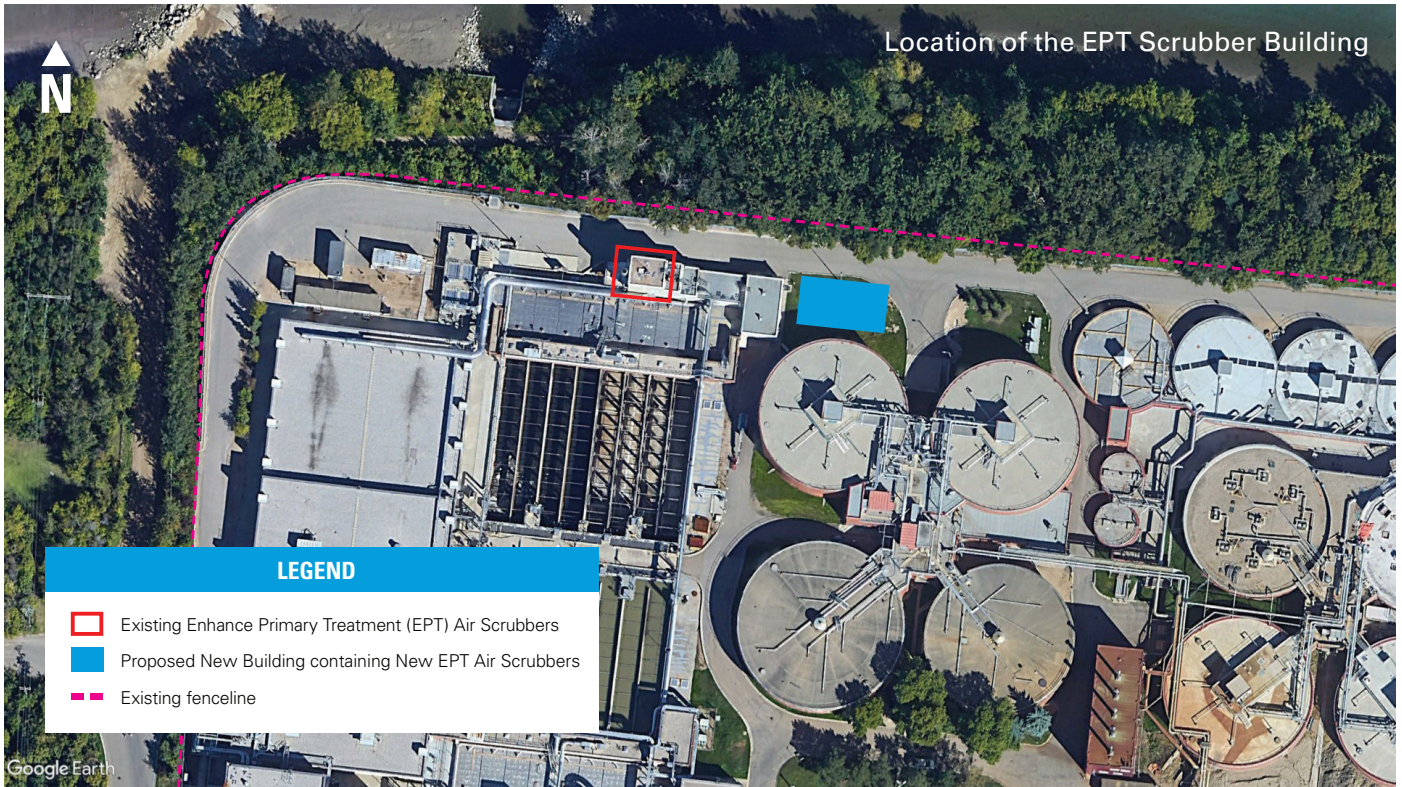 Location of the EPT Scrubber Building
N
LEGEND
Existing Enhance Primary Treatment (EPT) Air Scrubbers
Proposed New Building containing New EPT Air Scrubbers
Existing fenceline
Google Earth